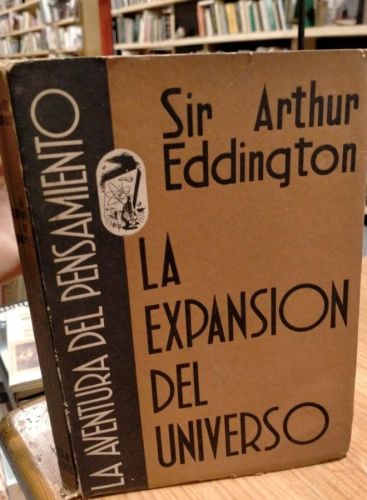 LA AVENTURA DEL PENSAMIENTO
Sir Arthur
Eddington
LA
EXPANSION
DEL
UNIVERSO